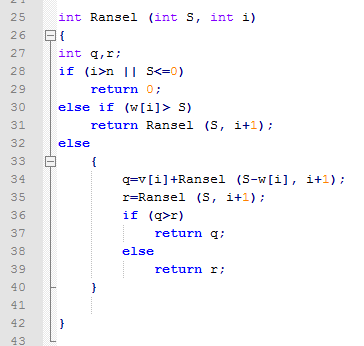 25 int Ransel (int S, int i)
26 {
27 int q,r;
28 if (i>n || S<=0)
29     return 0;
30 else if (w[i]> S)
31     return Ransel (S, i+1);
32 else
33     {
34         q=v[i]+Ransel (S-w[i], i+1);
35         r=Ransel (S, i+1);
36         if (q>r)
37             return q;
38         else
39             return r;
40     }
41
42 }
43